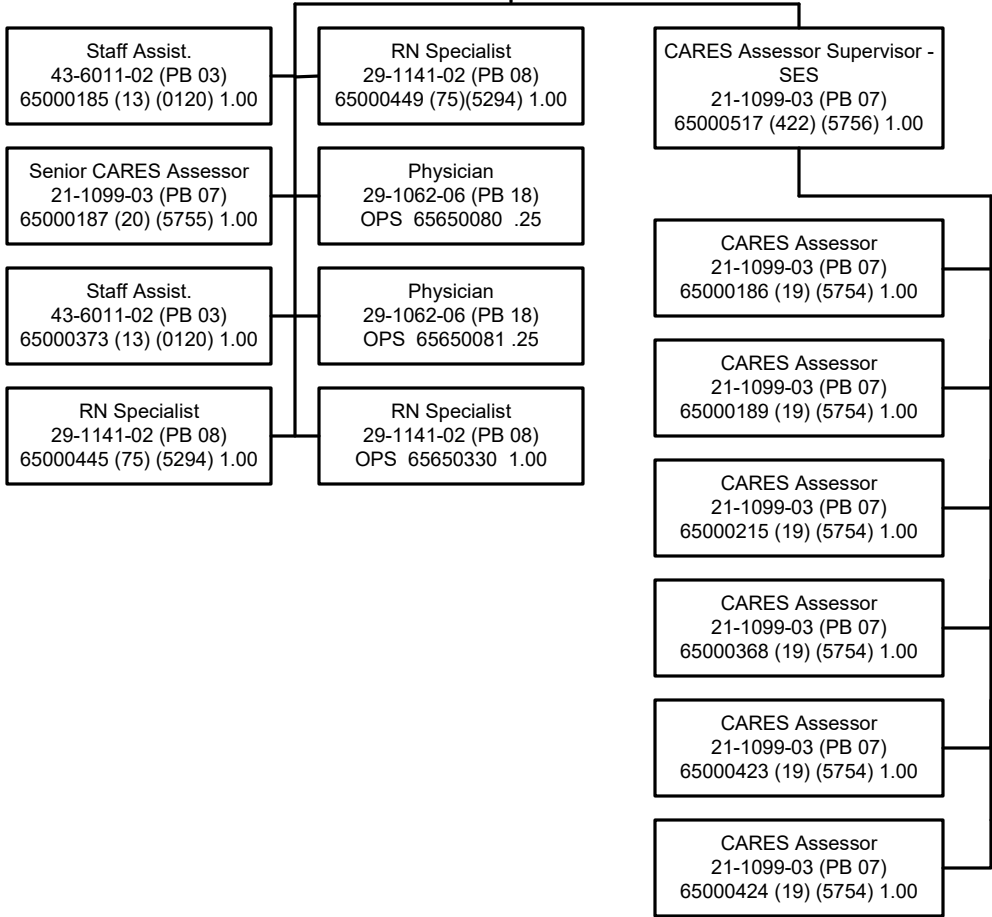 Staff Assist.
43-6011-02 (PB 03)
65000185 (13) (0120) 1.00
RN Specialist
29-1141-02 (PB 08)
65000449 (75)(5294) 1.00
CARES Assessor Supervisor -
SES
21-1099-03 (PB 07)
65000517 (422) (5756) 1.00
Senior CARES Assessor
21-1099-03 (PB 07)
65000187 (20) (5755) 1.00
Physician
29-1062-06 (PB 18)
OPS 65650080 .25
CARES Assessor
21-1099-03 (PB 07)
65000186 (19) (5754) 1.00
Staff Assist.
43-6011-02 (PB 03)
65000373 (13) (0120) 1.00
Physician
29-1062-06 (PB 18)
OPS 65650081 .25
CARES Assessor
21-1099-03 (PB 07)
65000189 (19) (5754) 1.00
RN Specialist
29-1141-02 (PB 08)
65000445 (75) (5294) 1.00
RN Specialist
29-1141-02 (PB 08)
OPS 65650330 1.00
CARES Assessor
21-1099-03 (PB 07)
65000215 (19) (5754) 1.00
CARES Assessor
21-1099-03 (PB 07)
65000368 (19) (5754) 1.00
CARES Assessor
21-1099-03 (PB 07)
65000423 (19) (5754) 1.00
CARES Assessor
21-1099-03 (PB 07)
65000424 (19) (5754) 1.00